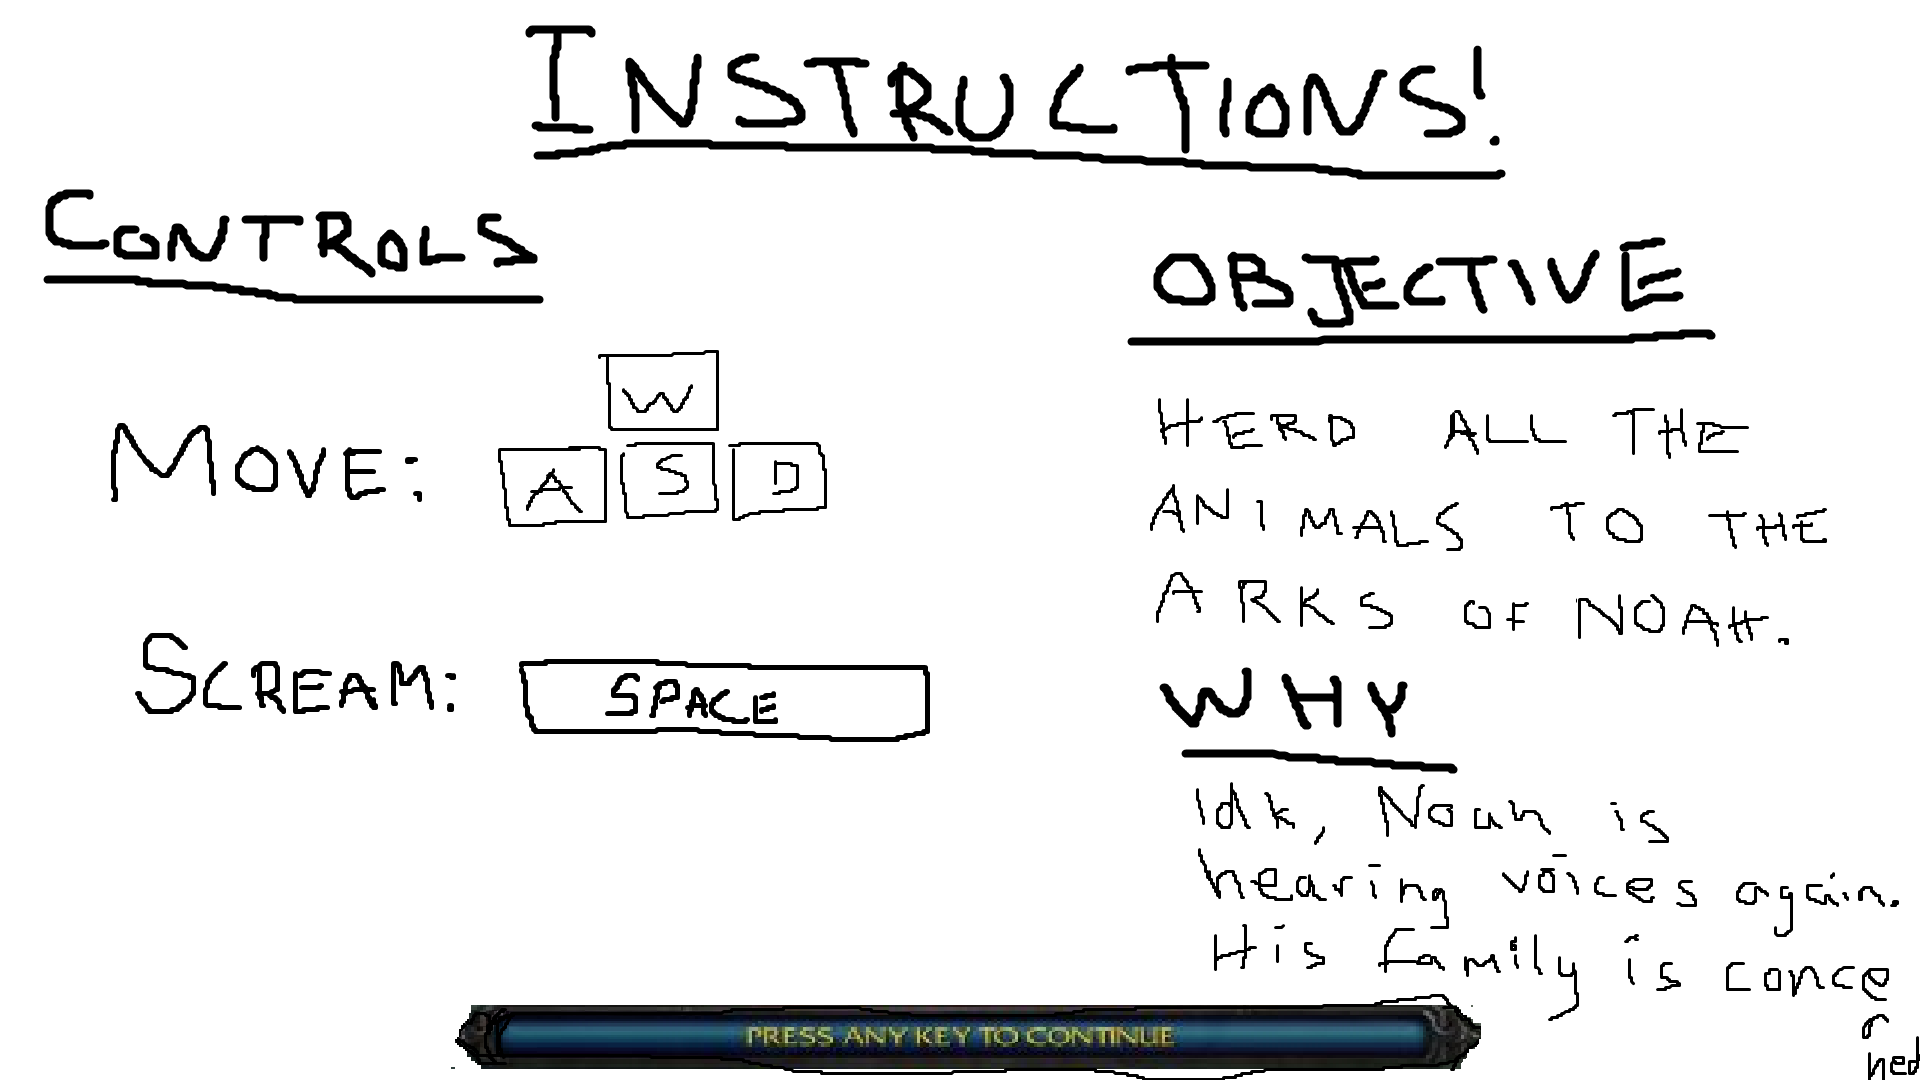 INSTRUCTIONS!
CONTROLS
MOVE:
W
A S D
SCREAM:
SPACE
OBJECTIVE
HERD ALL THE
ANIMALS TO THE
ARKS OF NOAH.
WHY
Idk, Noah is
hearing voices again.
His family is conce
r
ned
PRESS ANY KEY TO CONTINUE